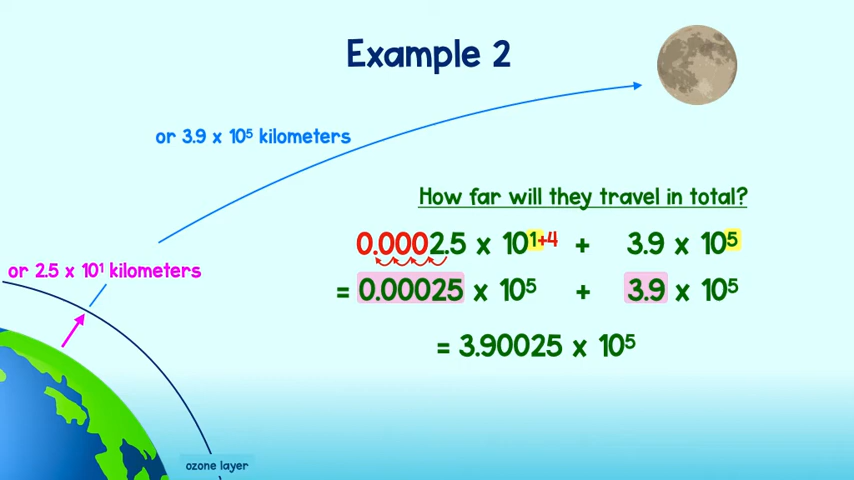 Example 2
or 3.9 x 10⁵ kilometers
How far will they travel in total?
0.0002.5 x 10¹⁺⁴ + 3.9 x 10⁵
or 2.5 x 10¹ kilometers
= 0.00025 x 10⁵ + 3.9 x 10⁵
= 3.90025 x 10⁵
ozone layer